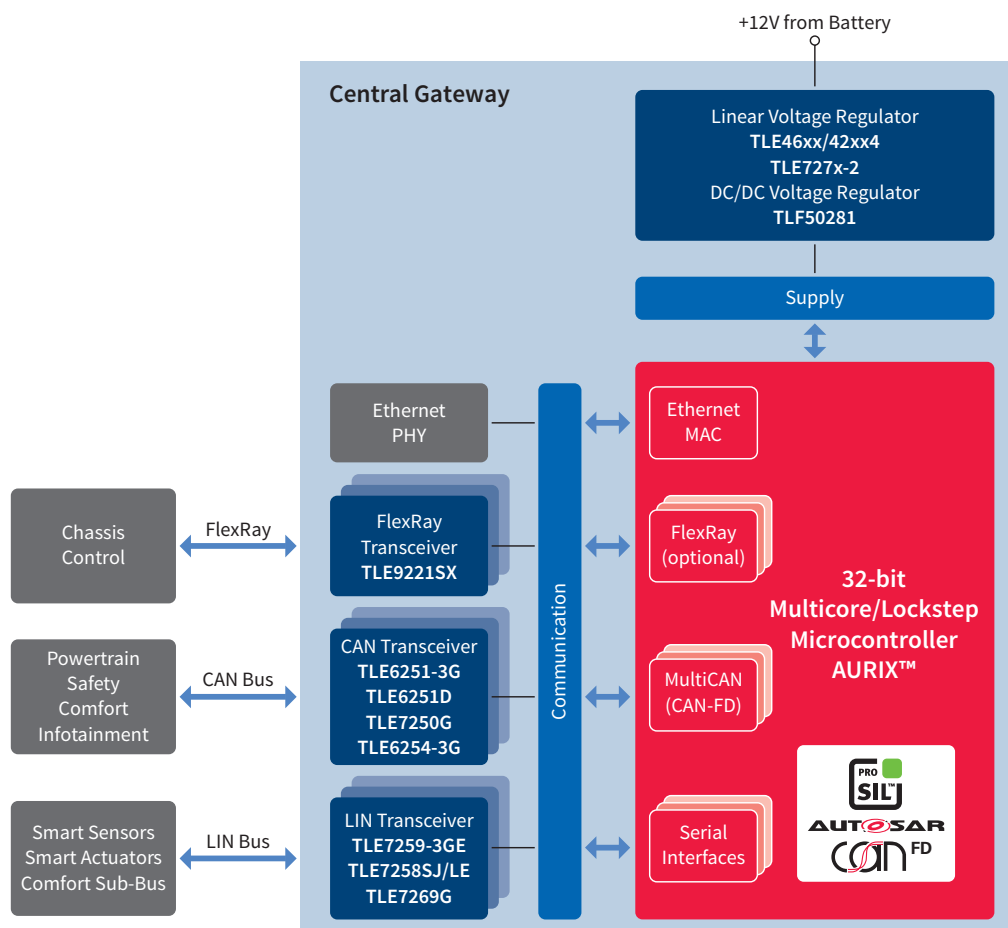 +12V from Battery
Central Gateway
Linear Voltage Regulator
TLE46xx/42xx4
TLE727x-2
DC/DC Voltage Regulator
TLF50281
Supply
Ethernet
PHY
Communication
Ethernet
MAC
Chassis
Control
FlexRay
FlexRay
Transceiver
TLE9221SX
FlexRay
(optional)
32-bit
Multicore/Lockstep
Microcontroller
AURIX™
Powertrain
Safety
Comfort
Infotainment
CAN Bus
CAN Transceiver
TLE6251-3G
TLE6251D
TLE7250G
TLE6254-3G
MultiCAN
(CAN-FD)
Smart Sensors
Smart Actuators
Comfort Sub-Bus
LIN Bus
LIN Transceiver
TLE7259-3GE
TLE7258SJ/LE
TLE7269G
Serial
Interfaces
PRO
SIL™
AUTOSAR
CAN FD